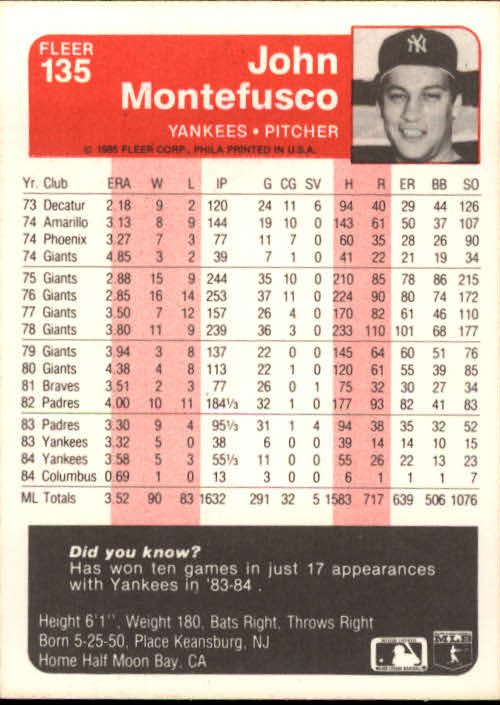 FLEER
135
John
Montefusco
YANKEES • PITCHER
© 1985 FLEER CORP., PHILA PRINTED IN U.S.A.
NY
Yr. Club ERA W L IP G CG SV H R ER BB SO
73 Decatur 2.18 9 2 120 24 11 6 94 40 29 44 126
74 Amarillo 3.13 8 9 144 19 10 0 143 61 50 37 107
74 Phoenix 3.27 7 3 77 11 7 0 60 35 28 26 90
74 Giants 4.85 3 2 39 7 1 0 41 22 21 19 34
75 Giants 2.88 15 9 244 35 10 0 210 85 78 86 215
76 Giants 2.85 16 14 253 37 11 0 224 90 80 74 172
77 Giants 3.50 7 12 157 26 4 0 170 82 61 46 110
78 Giants 3.80 11 9 239 36 3 0 233 110 101 68 177
79 Giants 3.94 3 8 137 22 0 0 145 64 60 51 76
80 Giants 4.38 4 8 113 22 1 0 120 61 55 39 85
81 Braves 3.51 2 3 77 26 0 1 75 32 30 27 34
82 Padres 4.00 10 11 184⅓ 32 1 0 177 93 82 41 83
83 Padres 3.30 9 4 95⅓ 31 1 4 94 38 35 32 52
83 Yankees 3.32 5 0 38 6 0 0 39 14 14 10 15
84 Yankees 3.58 5 3 55⅓ 11 0 0 55 26 22 13 23
84 Columbus 0.69 1 0 13 3 0 0 6 1 1 1 7
ML Totals 3.52 90 83 1632 291 32 5 1583 717 639 506 1076
Did you know?
Has won ten games in just 17 appearances
with Yankees in '83-84 .
Height 6'1", Weight 180, Bats Right, Throws Right
Born 5-25-50, Place Keansburg, NJ
Home Half Moon Bay, CA
MLB